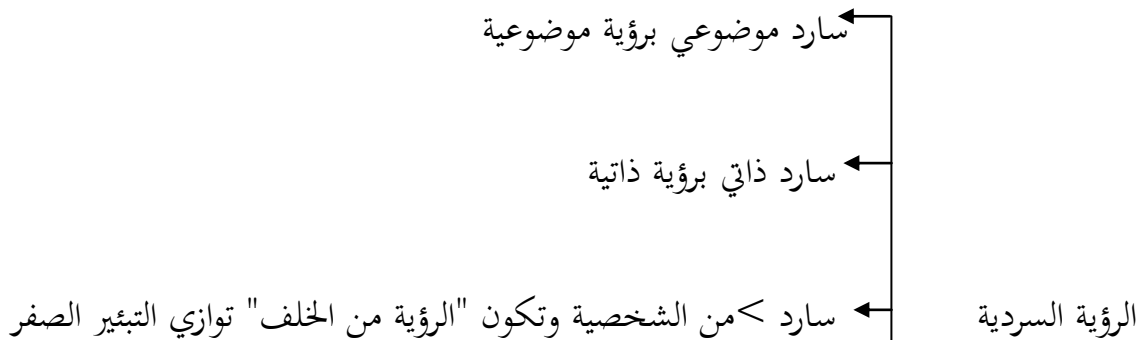 سارد موضوعي برؤية موضوعية
سارد ذاتي برؤية ذاتية
الرؤية السردية
سارد >من الشخصية وتكون "الرؤية من الخلف" توازي التبئير الصفر